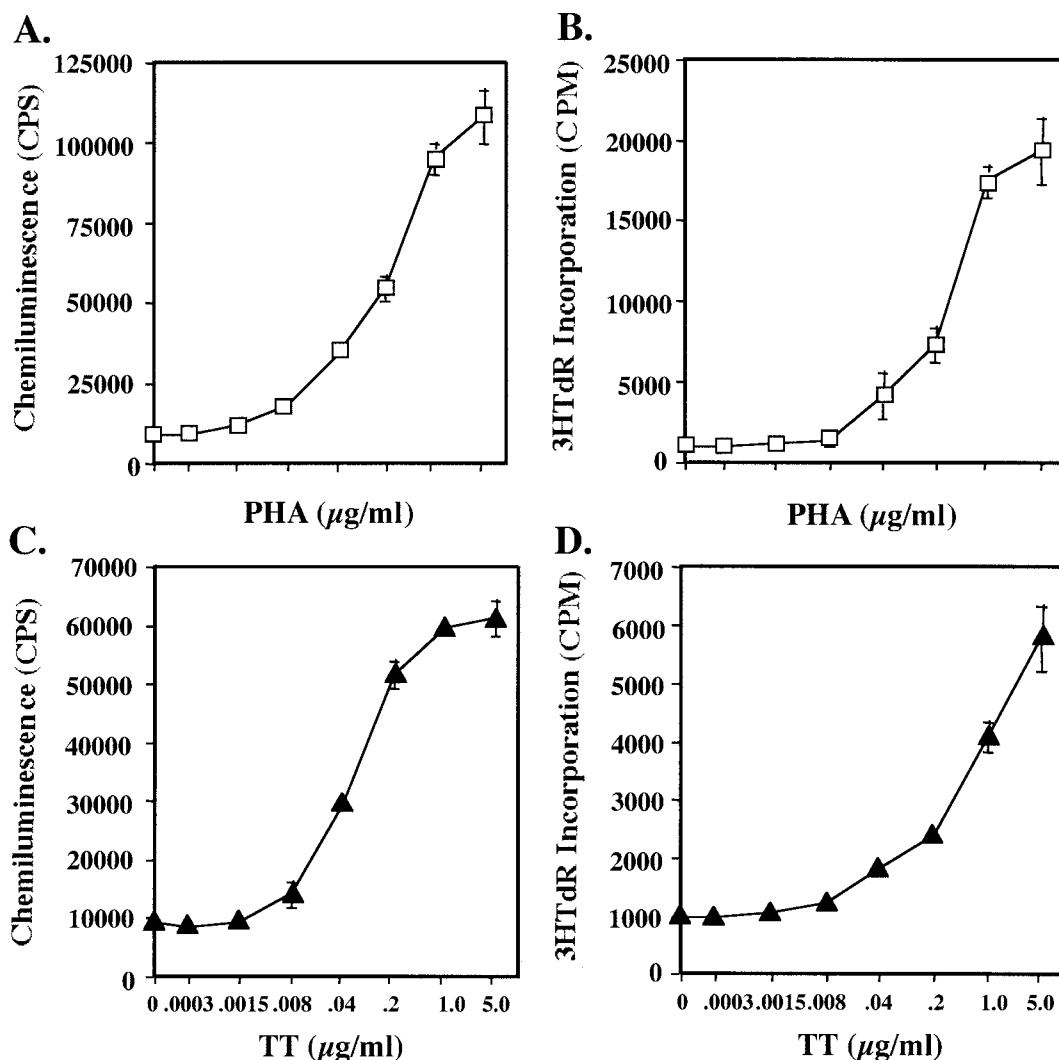 A.
Chemiluminescence (CPS)
125000
100000
75000
50000
25000
0
PHA (µg/ml)
B.
3HTdR Incorporation (CPM)
25000
20000
15000
10000
5000
0
PHA (µg/ml)
C.
Chemiluminescence (CPS)
70000
60000
50000
40000
30000
20000
10000
0
0 .0003 .0015 .008 .04 .2 1.0 5.0
TT (µg/ml)
D.
3HTdR Incorporation (CPM)
7000
6000
5000
4000
3000
2000
1000
0
0 .0003 .0015 .008 .04 .2 1.0 5.0
TT (µg/ml)